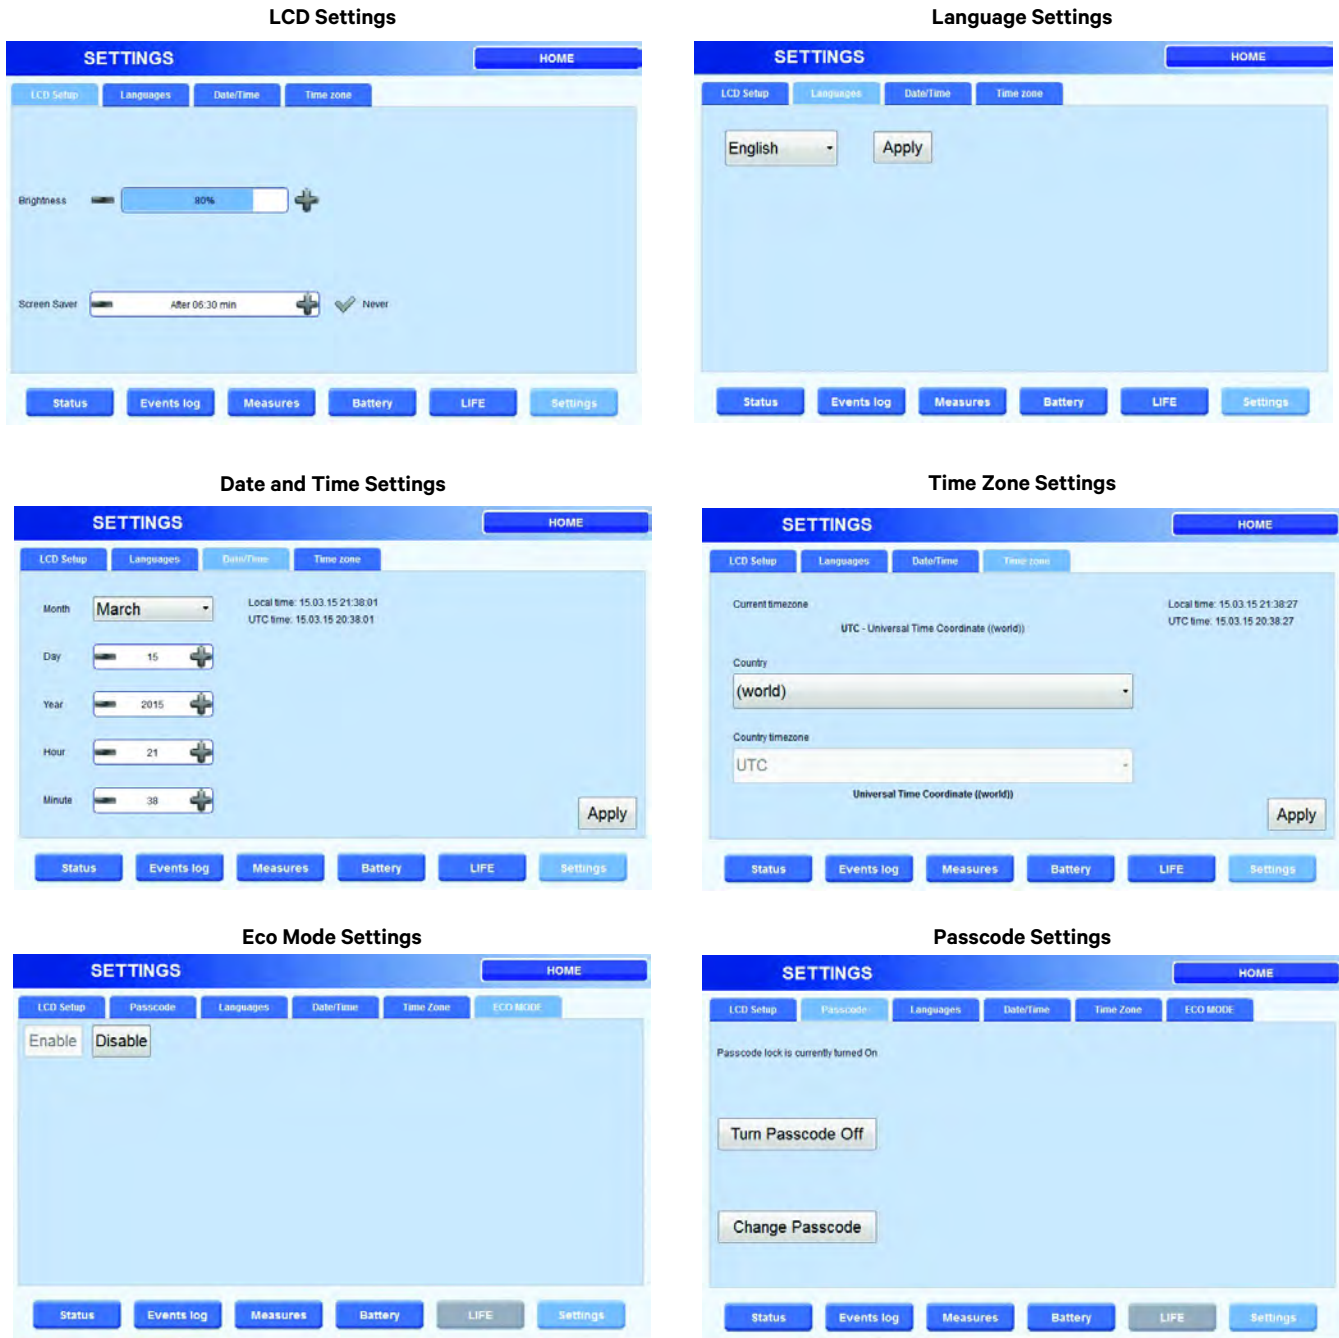 LCD Settings
SETTINGS
HOME
LCD Setup
Languages
Date/Time
Time zone
Brightness
80%
Screen Saver
After 06:30 min
Never
Status
Events log
Measures
Battery
LIFE
Settings
Language Settings
SETTINGS
HOME
LCD Setup
Languages
Date/Time
Time zone
English
Apply
Status
Events log
Measures
Battery
LIFE
Settings
Date and Time Settings
SETTINGS
HOME
LCD Setup
Languages
Date/Time
Time zone
Month
March
Local time: 15.03.15 21:38:01
UTC time: 15.03.15 20:38:01
Day
15
Year
2015
Hour
21
Minute
38
Apply
Status
Events log
Measures
Battery
LIFE
Settings
Time Zone Settings
SETTINGS
HOME
LCD Setup
Languages
Date/Time
Time zone
Current timezone
Local time: 15.03.15 21:38:27
UTC time: 15.03.15 20:38:27
UTC - Universal Time Coordinate ((world))
Country
(world)
Country timezone
UTC
Universal Time Coordinate ((world))
Apply
Status
Events log
Measures
Battery
LIFE
Settings
Eco Mode Settings
SETTINGS
HOME
LCD Setup
Passcode
Languages
Date/Time
Time Zone
ECO MODE
Enable
Disable
Status
Events log
Measures
Battery
LIFE
Settings
Passcode Settings
SETTINGS
HOME
LCD Setup
Passcode
Languages
Date/Time
Time Zone
ECO MODE
Passcode lock is currently turned On
Turn Passcode Off
Change Passcode
Status
Events log
Measures
Battery
LIFE
Settings